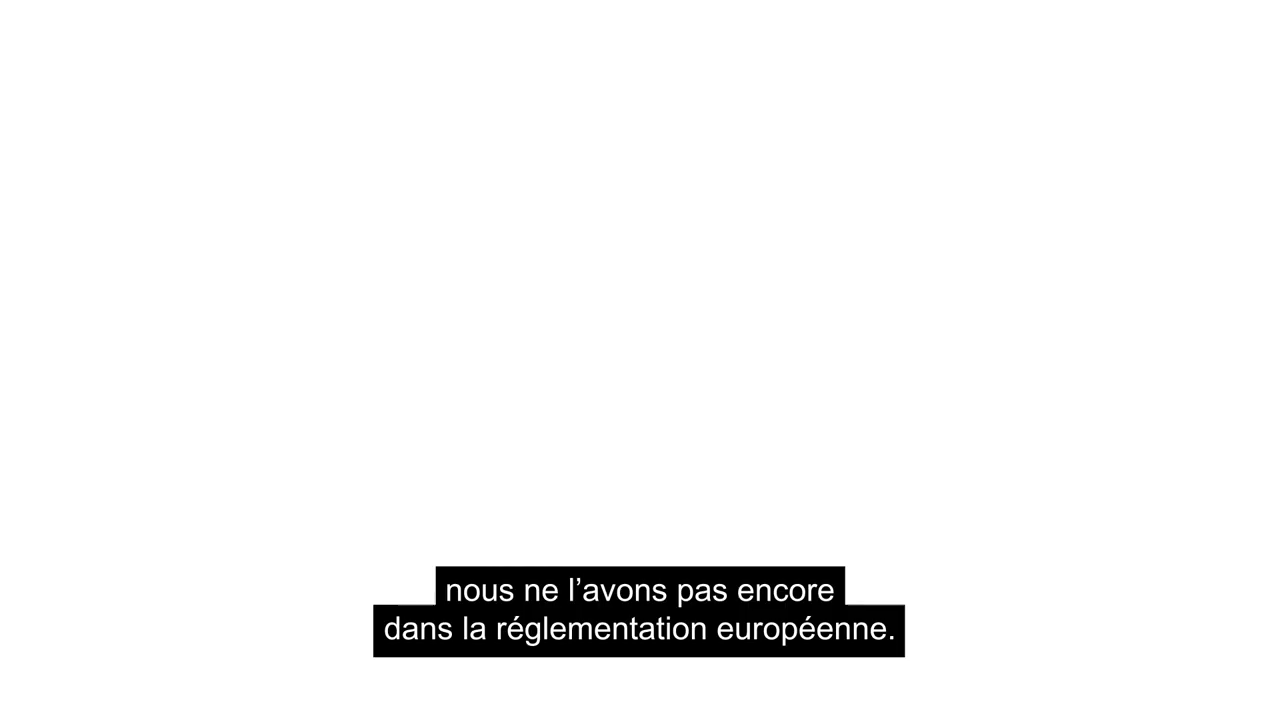 nous ne l’avons pas encore
dans la réglementation européenne.